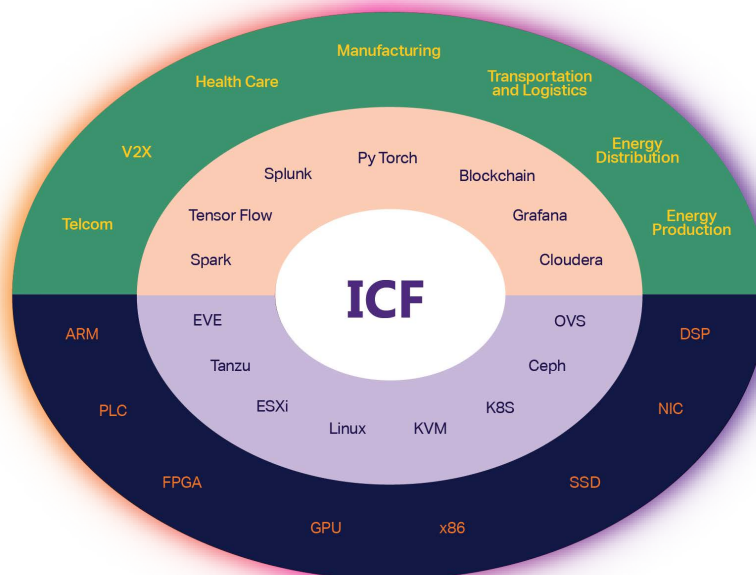 Manufacturing
Health Care
Transportation
and Logistics
V2X
Energy
Distribution
Telcom
Energy
Production
Py Torch
Splunk
Blockchain
Tensor Flow
Grafana
Spark
Cloudera
ICF
EVE
OVS
Tanzu
Ceph
ESXi
K8S
Linux
KVM
ARM
DSP
PLC
NIC
FPGA
SSD
GPU
x86